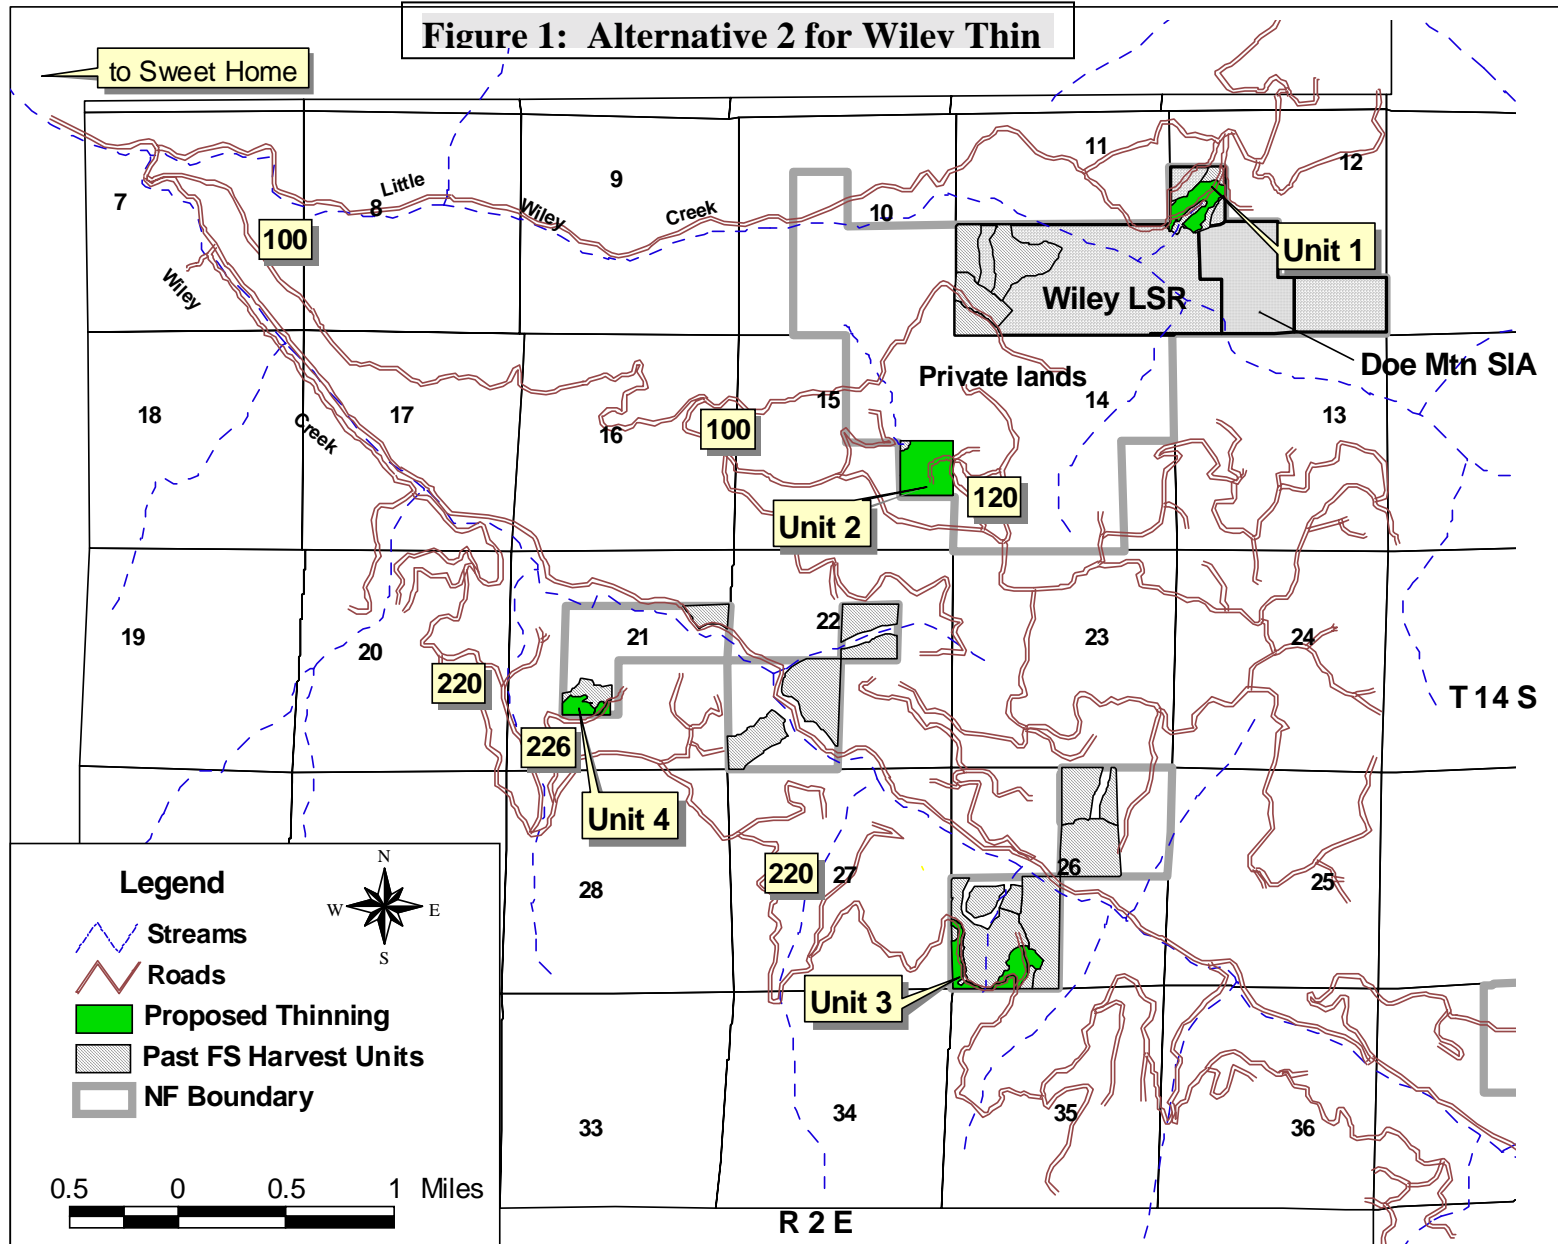 Figure 1: Alternative 2 for Wiley Thin
to Sweet Home
11
12
9
Little
7
8
Wiley
Creek
10
100
Unit 1
Wiley
Wiley LSR
Doe Mtn SIA
Private lands
18
17
15
14
13
Creek
16
100
120
Unit 2
19
20
21
22
23
24
220
T 14 S
226
Unit 4
26
220
27
25
28
Legend
N
W
E
S
Streams
Roads
Unit 3
Proposed Thinning
Past FS Harvest Units
NF Boundary
33
34
35
36
0.5 0 0.5 1 Miles
R 2 E